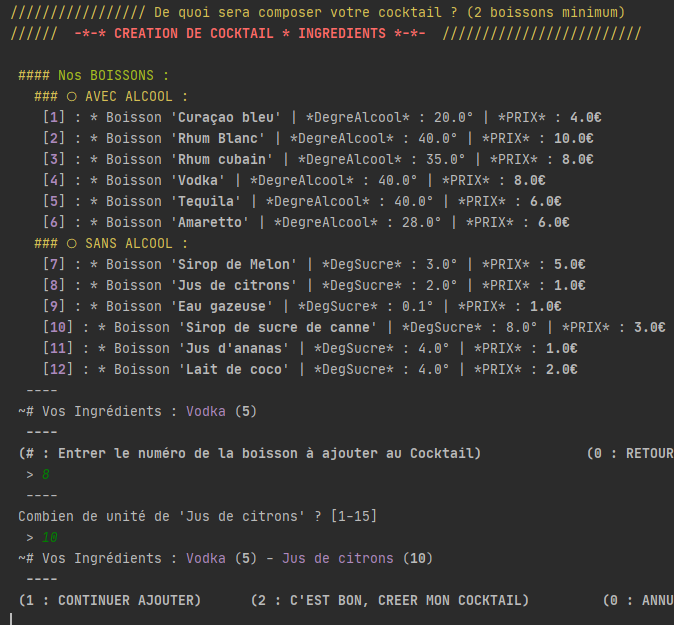 ///////////////// De quoi sera composer votre cocktail ? (2 boissons minimum)
////// -*-* CREATION DE COCKTAIL * INGREDIENTS *-*- /////////////////////////
#### Nos BOISSONS :
### ○ AVEC ALCOOL :
[1] : * Boisson 'Curaçao bleu' | *DegreAlcool* : 20.0° | *PRIX* : 4.0€
[2] : * Boisson 'Rhum Blanc' | *DegreAlcool* : 40.0° | *PRIX* : 10.0€
[3] : * Boisson 'Rhum cubain' | *DegreAlcool* : 35.0° | *PRIX* : 8.0€
[4] : * Boisson 'Vodka' | *DegreAlcool* : 40.0° | *PRIX* : 8.0€
[5] : * Boisson 'Tequila' | *DegreAlcool* : 40.0° | *PRIX* : 6.0€
[6] : * Boisson 'Amaretto' | *DegreAlcool* : 28.0° | *PRIX* : 6.0€
### ○ SANS ALCOOL :
[7] : * Boisson 'Sirop de Melon' | *DegSucre* : 3.0° | *PRIX* : 5.0€
[8] : * Boisson 'Jus de citrons' | *DegSucre* : 2.0° | *PRIX* : 1.0€
[9] : * Boisson 'Eau gazeuse' | *DegSucre* : 0.1° | *PRIX* : 1.0€
[10] : * Boisson 'Sirop de sucre de canne' | *DegSucre* : 8.0° | *PRIX* : 3.0€
[11] : * Boisson 'Jus d'ananas' | *DegSucre* : 4.0° | *PRIX* : 1.0€
[12] : * Boisson 'Lait de coco' | *DegSucre* : 4.0° | *PRIX* : 2.0€
----
~# Vos Ingrédients : Vodka (5)
----
(# : Entrer le numéro de la boisson à ajouter au Cocktail) (0 : RETOUR
> 8
----
Combien de unité de 'Jus de citrons' ? [1-15]
> 10
~# Vos Ingrédients : Vodka (5) - Jus de citrons (10)
----
(1 : CONTINUER AJOUTER) (2 : C'EST BON, CREER MON COCKTAIL) (0 : ANNU